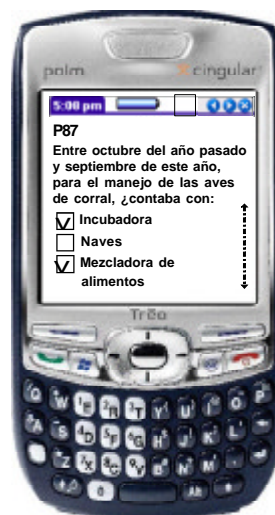 palm cingular
5:00 pm
P87
Entre octubre del año pasado
y septiembre de este año,
para el manejo de las aves
de corral, ¿contaba con:
Incubadora
Naves
Mezcladora de
alimentos
Treo